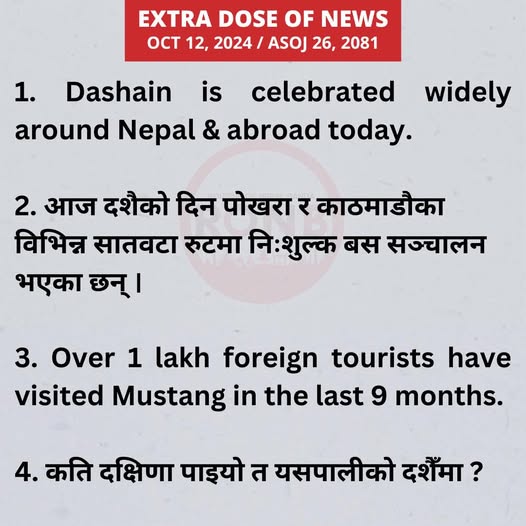 EXTRA DOSE OF NEWS
OCT 12, 2024 / ASOJ 26, 2081
1. Dashain is celebrated widely
around Nepal & abroad today.
2. आज दशैको दिन पोखरा र काठमाडौका
विभिन्न सातवटा रुटमा नि:शुल्क बस सञ्चालन
भएका छन् ।
3. Over 1 lakh foreign tourists have
visited Mustang in the last 9 months.
4. कति दक्षिणा पाइयो त यसपालीको दशैँमा ?